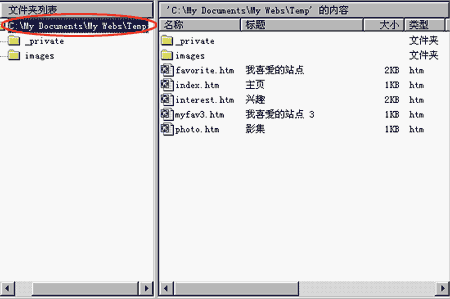 文件夹列表
C:\My Documents\My Webs\Temp
_private
images
'C:\My Documents\My Webs\Temp' 的内容
名称 标题 大小 类型
_private 文件夹
images 文件夹
favorite.htm 我喜爱的站点 2KB htm
index.htm 主页 1KB htm
interest.htm 兴趣 2KB htm
myfav3.htm 我喜爱的站点 3 1KB htm
photo.htm 影集 1KB htm